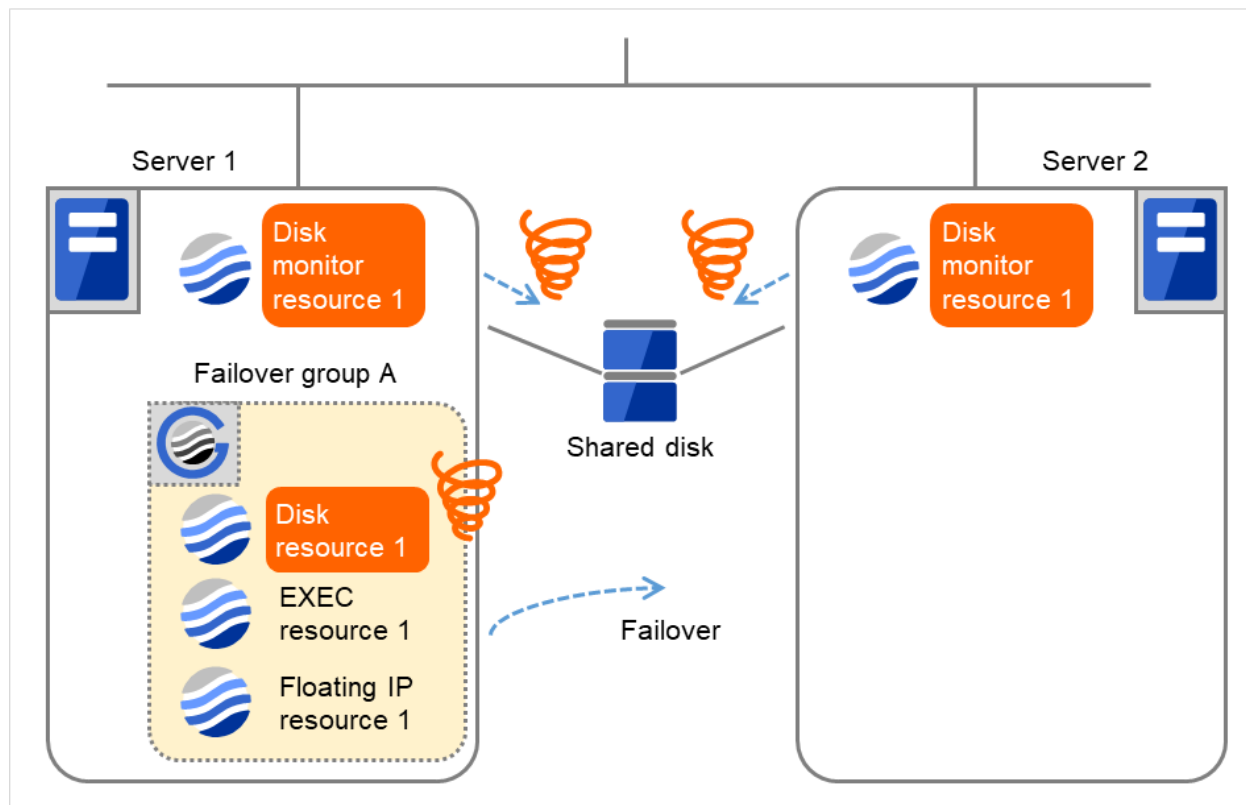 Server 1
Server 2
Disk
monitor
resource 1
Disk
monitor
resource 1
Shared disk
Failover group A
Disk
resource 1
EXEC
resource 1
Floating IP
resource 1
Failover